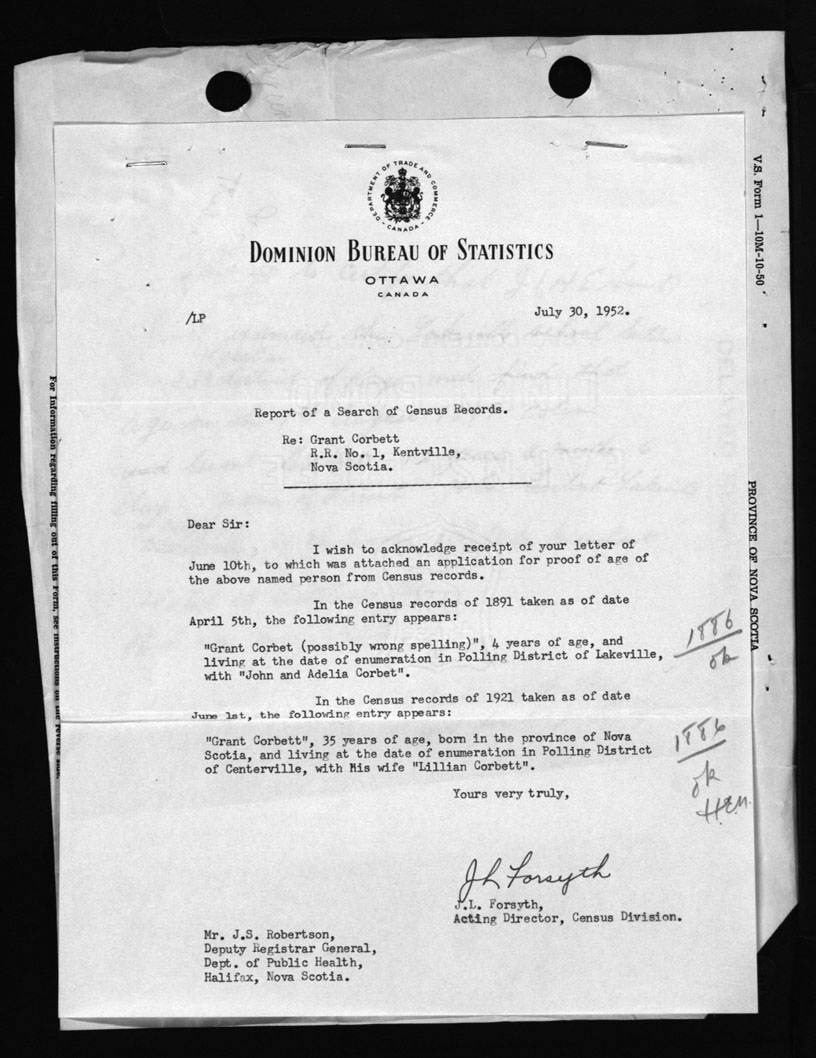 DEPARTMENT OF TRADE AND COMMERCE
- CANADA -
DOMINION BUREAU OF STATISTICS
OTTAWA
CANADA
July 30, 1952.
/LP
Report of a Search of Census Records.
Re: Grant Corbett
R.R. No. 1, Kentville,
Nova Scotia.
Dear Sir:
I wish to acknowledge receipt of your letter of
June 10th, to which was attached an application for proof of age of
the above named person from Census records.
In the Census records of 1891 taken as of date
April 5th, the following entry appears:
"Grant Corbet (possibly wrong spelling)", 4 years of age, and
living at the date of enumeration in Polling District of Lakeville,
with "John and Adelia Corbet".
1886
ok
In the Census records of 1921 taken as of date
June 1st, the following entry appears:
"Grant Corbett", 35 years of age, born in the province of Nova
Scotia, and living at the date of enumeration in Polling District
of Centerville, with His wife "Lillian Corbett".
1886
ok
H.E.M.
Yours very truly,
JL Forsyth
J.L. Forsyth,
Acting Director, Census Division.
Mr. J.S. Robertson,
Deputy Registrar General,
Dept. of Public Health,
Halifax, Nova Scotia.
V.S. Form 1—10M-10-50
PROVINCE OF NOVA SCOTIA
For Information regarding filling out of this Form, see instructions on the reverse